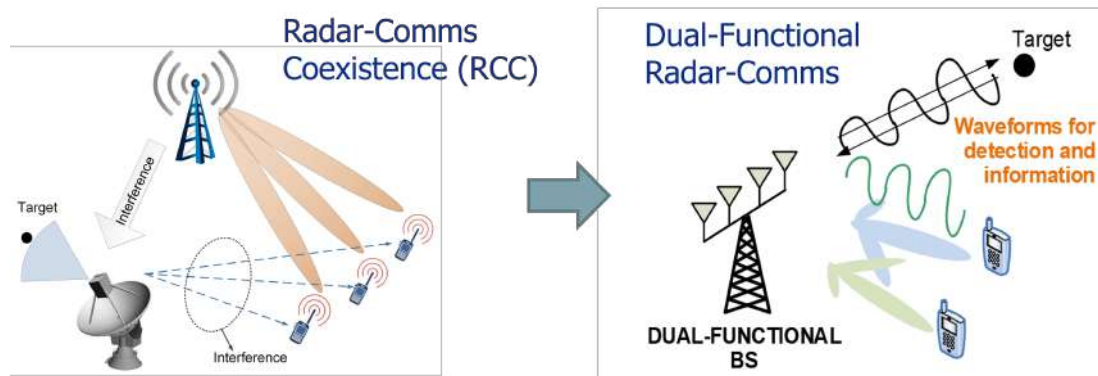 Radar-Comms
Coexistence (RCC)
Interference
Target
Interference
Dual-Functional
Radar-Comms
Target
Waveforms for
detection and
information
DUAL-FUNCTIONAL
BS